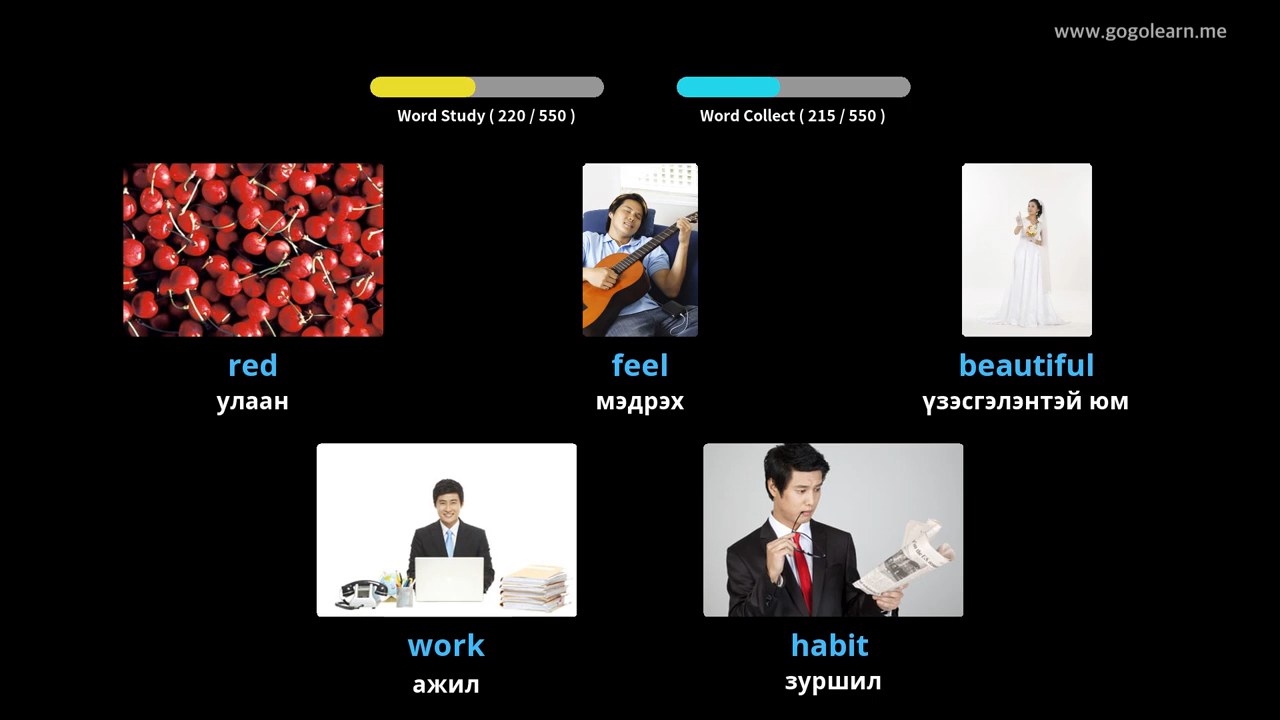 www.gogolearn.me
Word Study ( 220 / 550 )
Word Collect ( 215 / 550 )
red
feel
beautiful
улаан
мэдрэх
үзэсгэлэнтэй юм
work
habit
ажил
зуршил